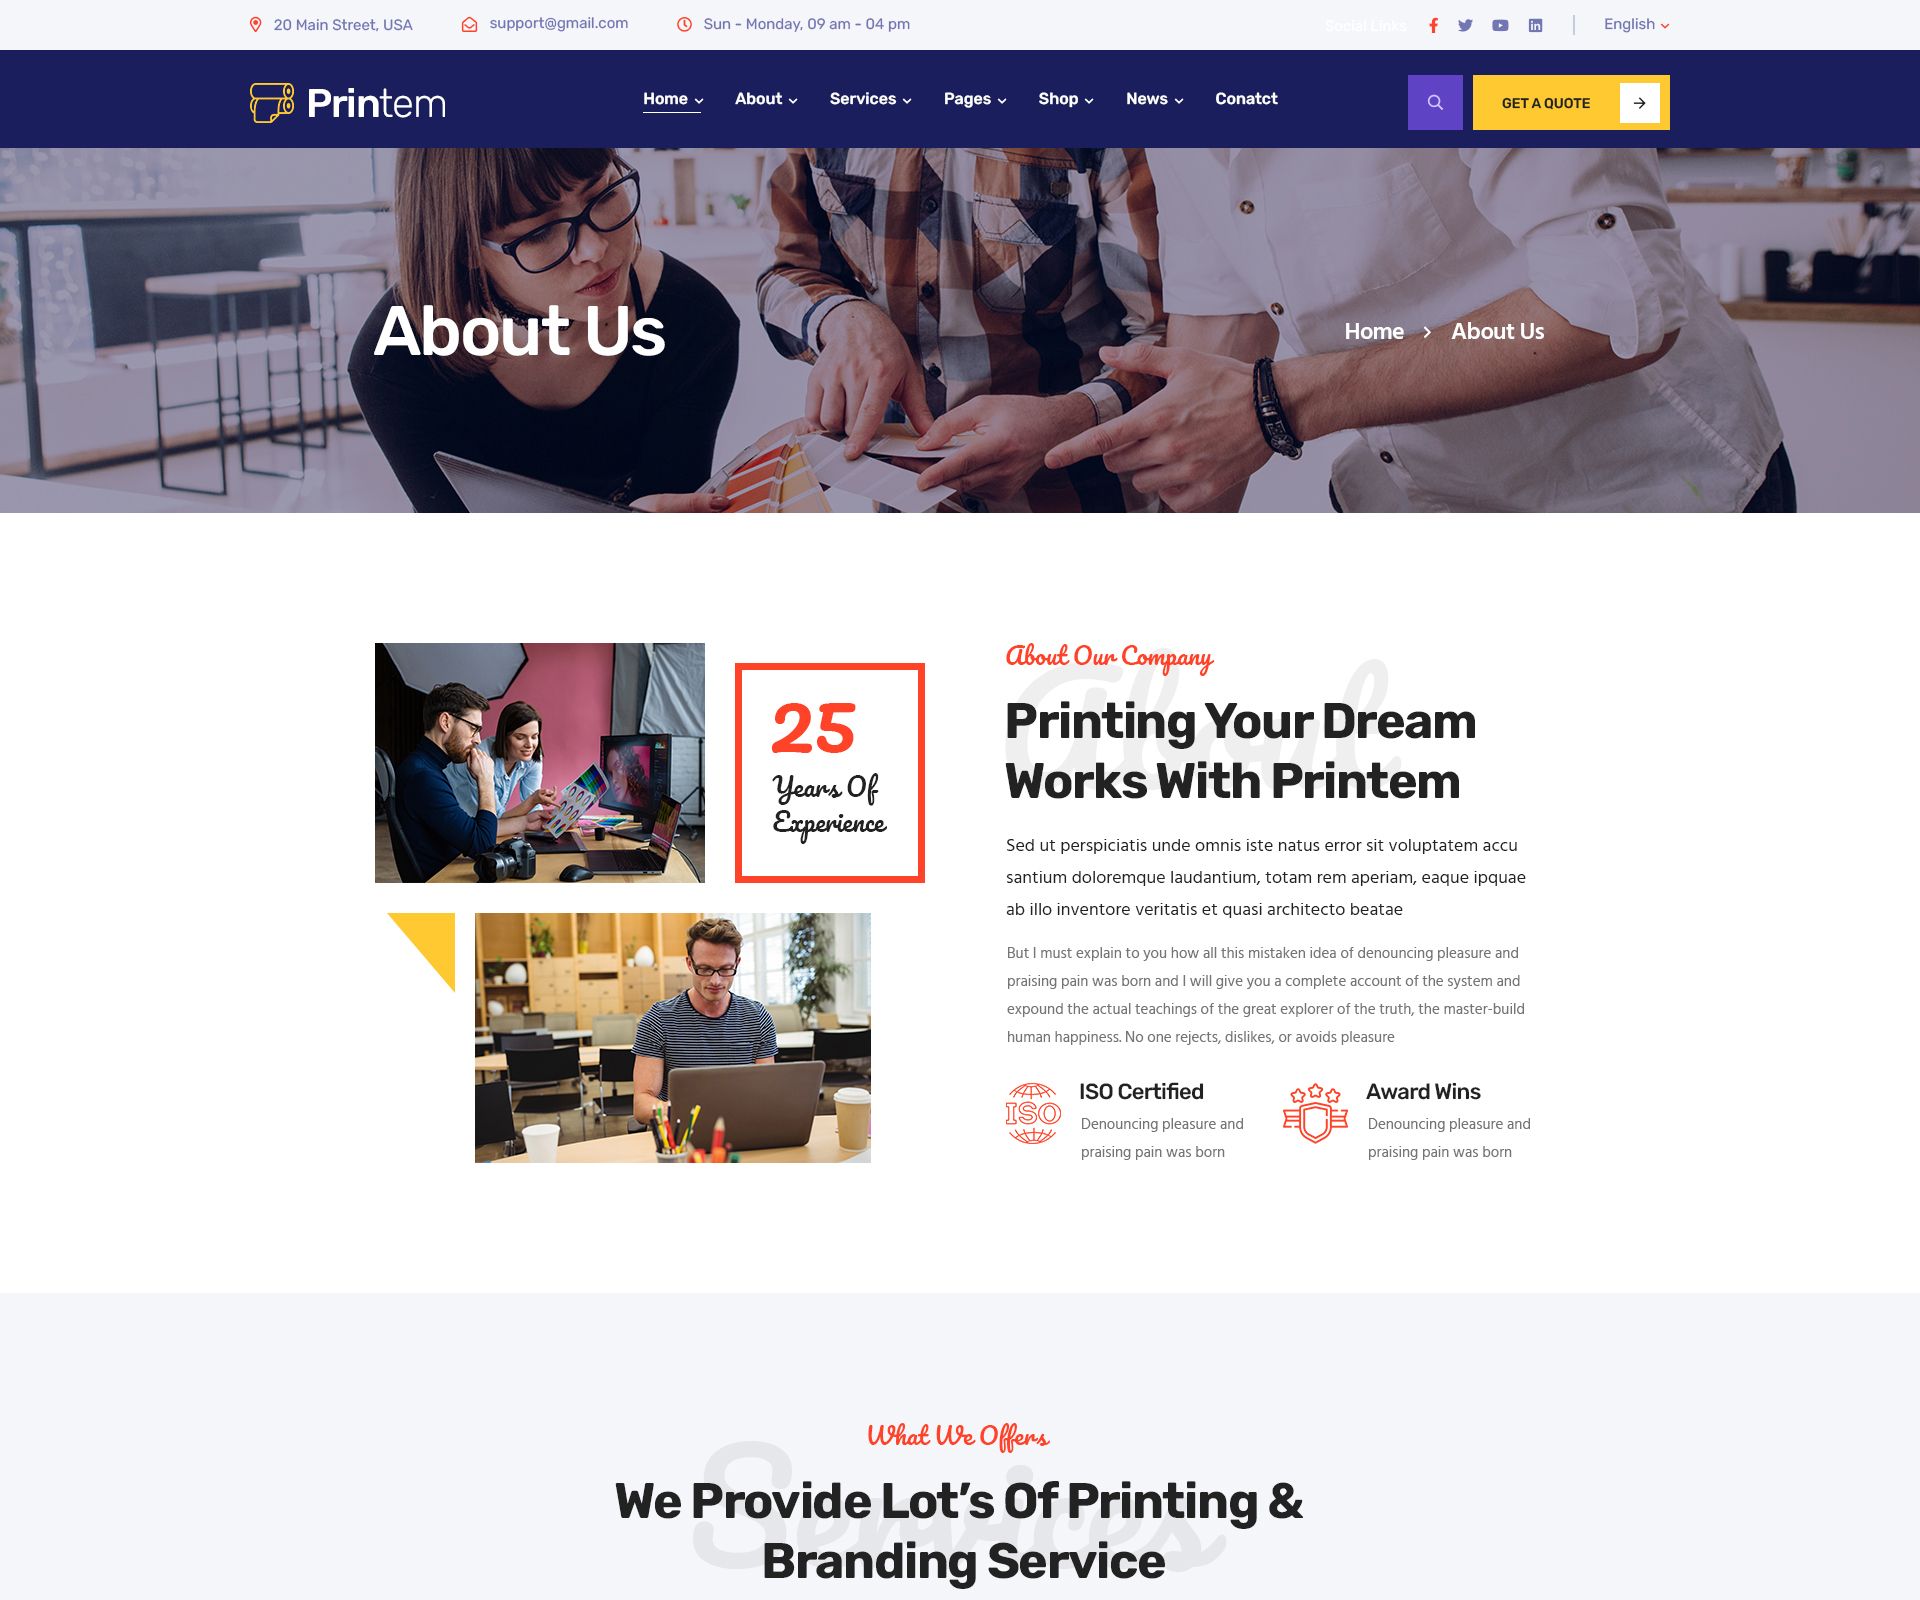 20 Main Street, USA
support@gmail.com
Sun - Monday, 09 am - 04 pm
Social Links
English
Printem
Home
About
Services
Pages
Shop
News
Conatct
GET A QUOTE
About Us
Home > About Us
25
Years Of
Experience
About Our Company
About
Printing Your Dream
Works With Printem
Sed ut perspiciatis unde omnis iste natus error sit voluptatem accu
santium doloremque laudantium, totam rem aperiam, eaque ipquae
ab illo inventore veritatis et quasi architecto beatae
But I must explain to you how all this mistaken idea of denouncing pleasure and
praising pain was born and I will give you a complete account of the system and
expound the actual teachings of the great explorer of the truth, the master-build
human happiness. No one rejects, dislikes, or avoids pleasure
ISO
ISO Certified
Denouncing pleasure and
praising pain was born
Award Wins
Denouncing pleasure and
praising pain was born
What We Offers
Services
We Provide Lot's Of Printing &
Branding Service